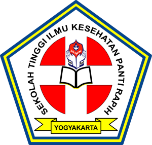 SEKOLAH TINGGI ILMU KESEHATAN PANTI RAPIH
YOGYAKARTA